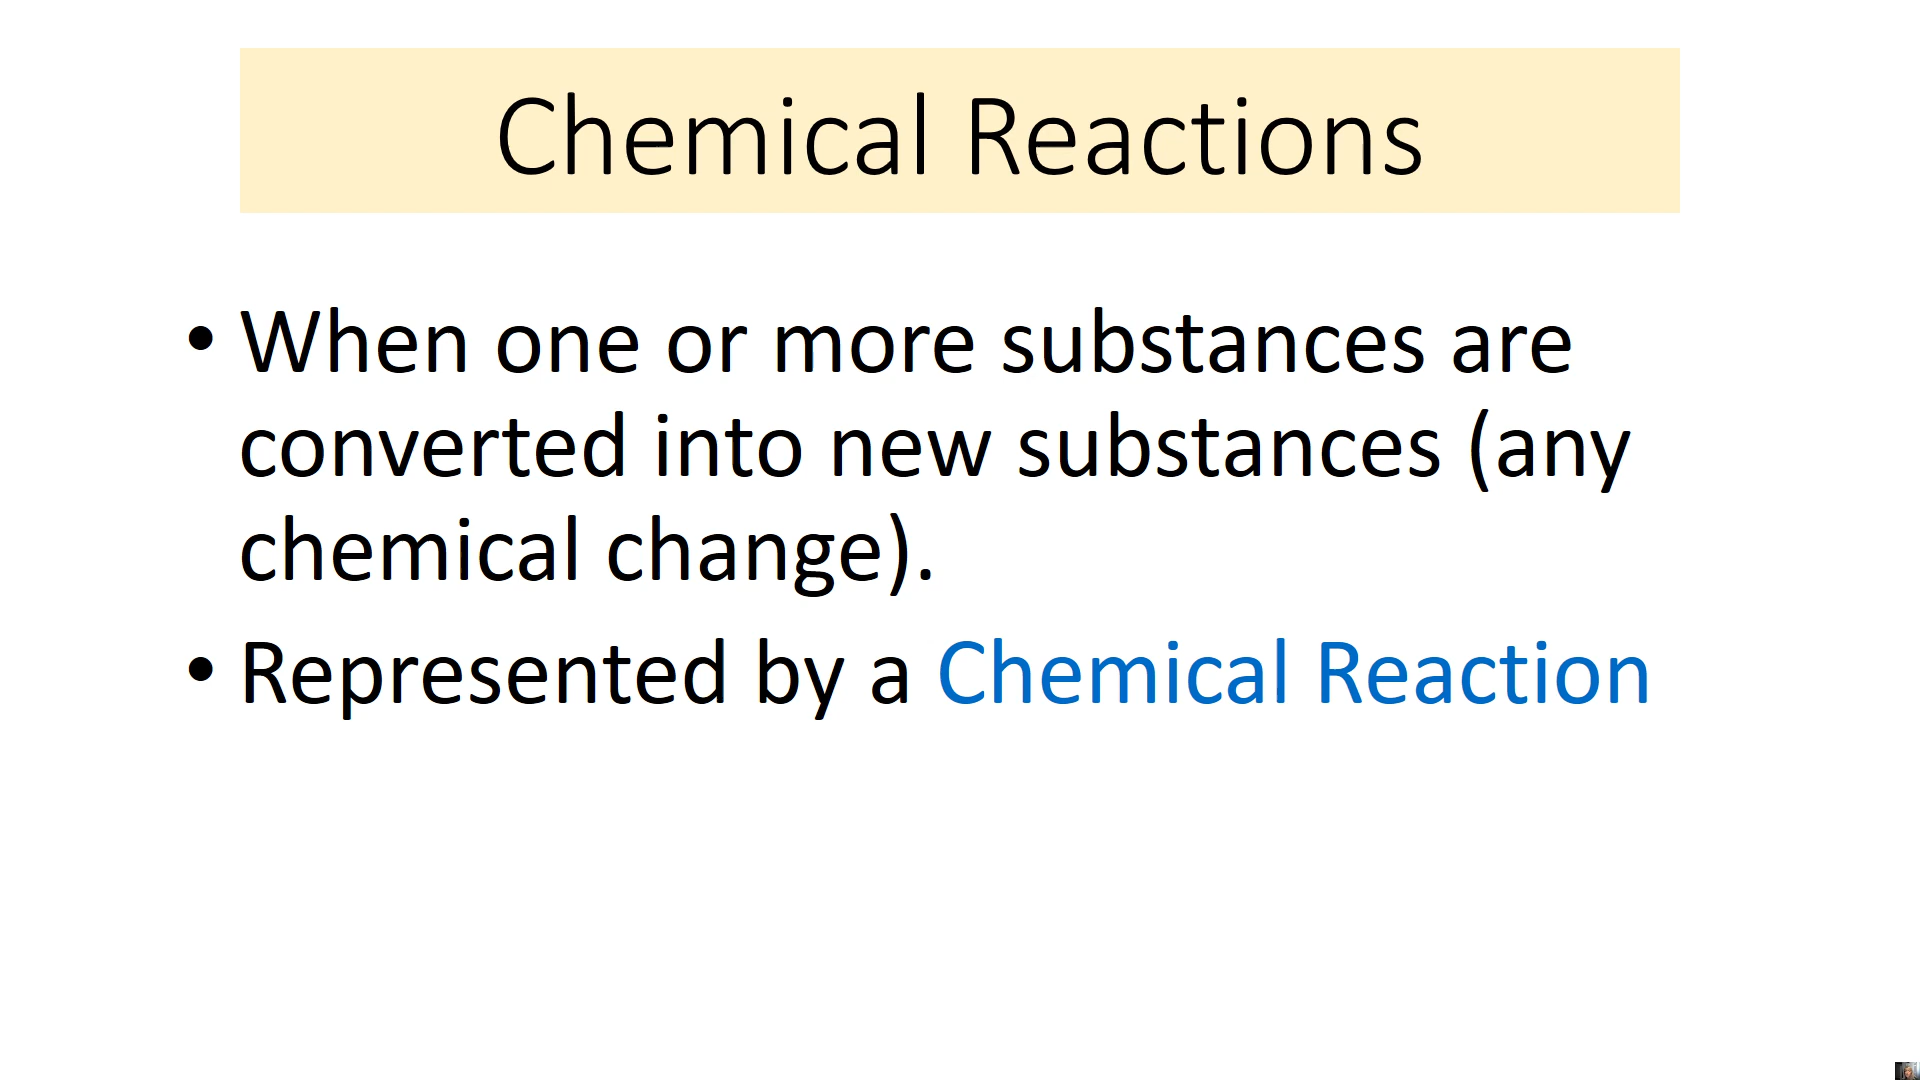 Chemical Reactions
• When one or more substances are
converted into new substances (any
chemical change).
• Represented by a Chemical Reaction